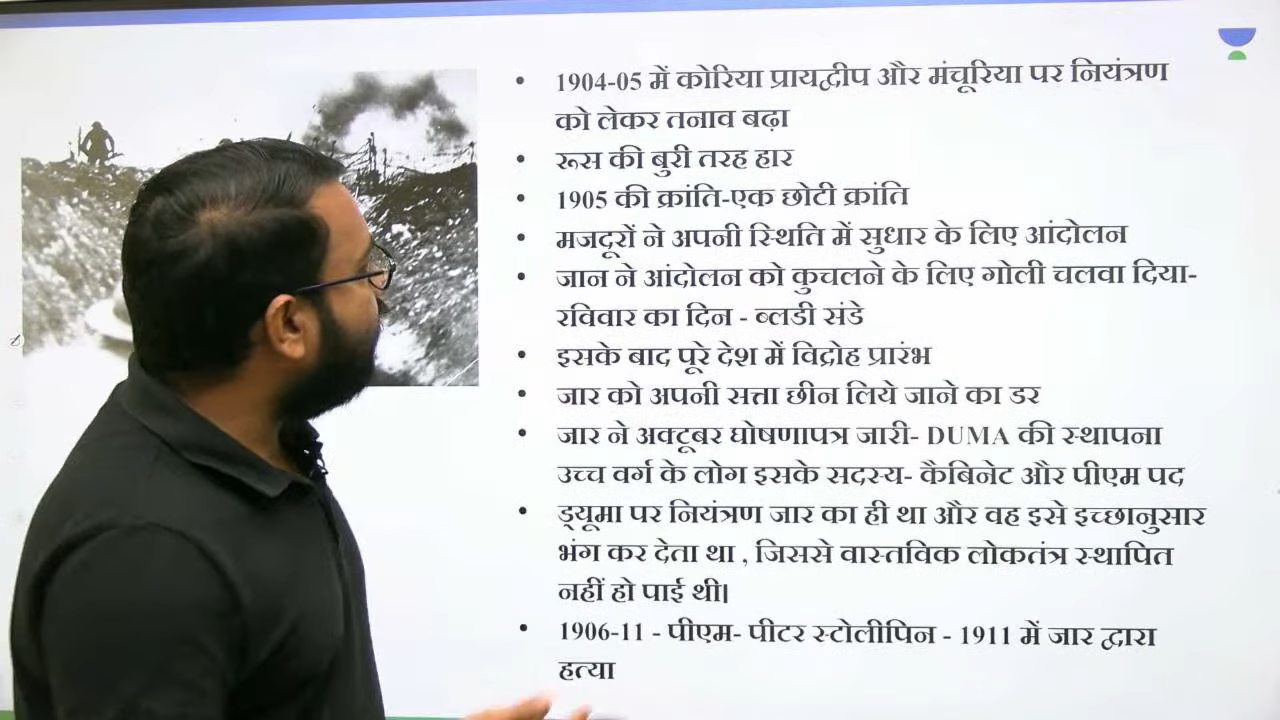 1904-05 में कोरिया प्रायद्वीप और मंचूरिया पर नियंत्रण
को लेकर तनाव बढ़ा
रूस की बुरी तरह हार
1905 की क्रांति-एक छोटी क्रांति
मजदूरों ने अपनी स्थिति में सुधार के लिए आंदोलन
जान ने आंदोलन को कुचलने के लिए गोली चलवा दिया-
रविवार का दिन - ब्लडी संडे
इसके बाद पूरे देश में विद्रोह प्रारंभ
जार को अपनी सत्ता छीन लिये जाने का डर
जार ने अक्टूबर घोषणापत्र जारी- DUMA की स्थापना
उच्च वर्ग के लोग इसके सदस्य- कैबिनेट और पीएम पद
ड्यूमा पर नियंत्रण जार का ही था और वह इसे इच्छानुसार
भंग कर देता था , जिससे वास्तविक लोकतंत्र स्थापित
नहीं हो पाई थी।
1906-11 - पीएम- पीटर स्टोलीपिन - 1911 में जार द्वारा
हत्या